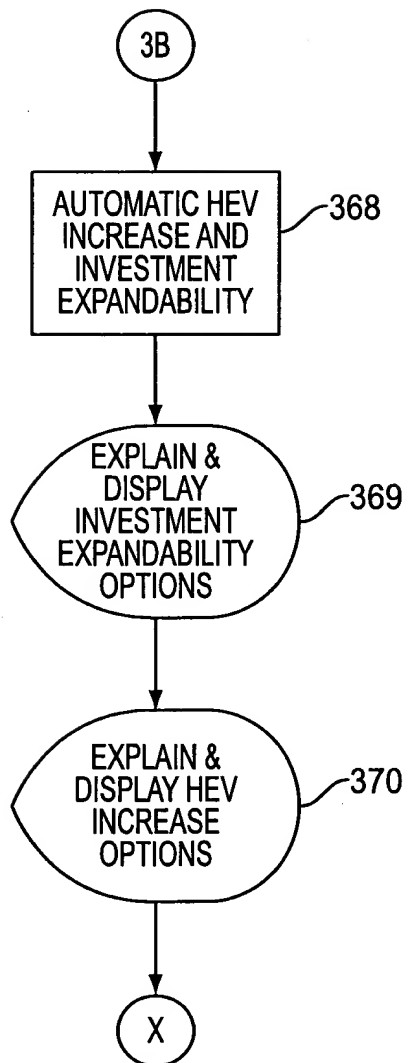 3B
AUTOMATIC HEV
INCREASE AND
INVESTMENT
EXPANDABILITY
368
EXPLAIN &
DISPLAY
INVESTMENT
EXPANDABILITY
OPTIONS
369
EXPLAIN &
DISPLAY HEV
INCREASE
OPTIONS
370
X